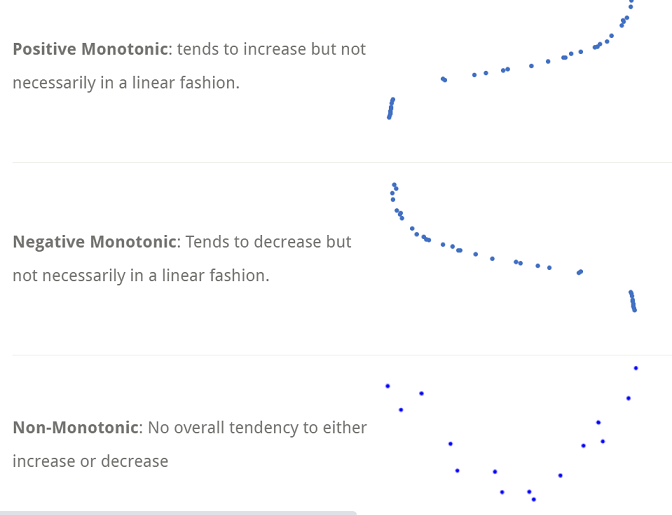 Positive Monotonic: tends to increase but not
necessarily in a linear fashion.
Negative Monotonic: Tends to decrease but
not necessarily in a linear fashion.
Non-Monotonic: No overall tendency to either
increase or decrease